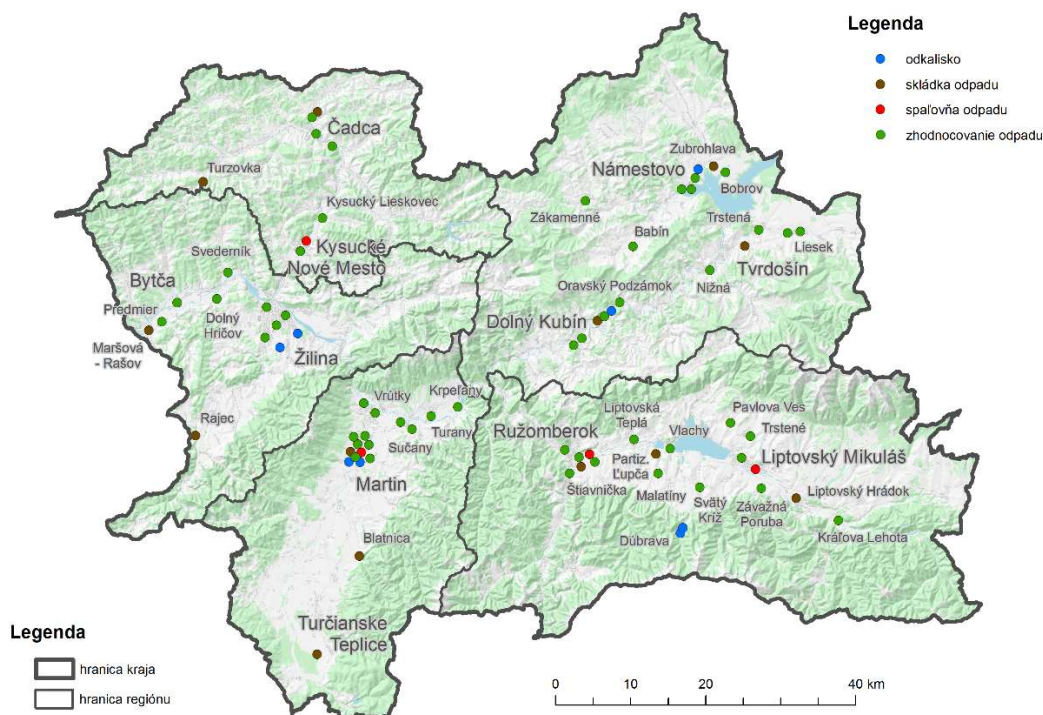 Legenda
odkalisko
skládka odpadu
spaľovňa odpadu
zhodnocovanie odpadu
Čadca
Turzovka
Kysucký Lieskovec
Kysucké
Nové Mesto
Svederník
Bytča
Predmier
Dolný
Hričov
Maršová
- Rašov
Žilina
Rajec
Zubrohlava
Námestovo
Bobrov
Zákamenné
Trstená
Babín
Liesek
Tvrdošín
Nižná
Oravský Podzámok
Dolný Kubín
Vrútky
Krpeľany
Turany
Sučany
Martin
Blatnica
Turčianske
Teplice
Liptovská
Teplá
Vlachy
Pavlova Ves
Trstené
Ružomberok
Partiz.
Ľupča
Liptovský Mikuláš
Štiavnička
Malatíny
Svätý
Kríž
Závažná
Poruba
Liptovský Hrádok
Dúbrava
Kráľova Lehota
Legenda
hranica kraja
hranica regiónu
0 10 20 40 km